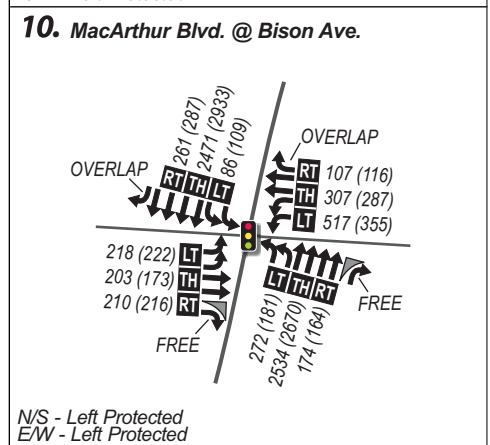 10. MacArthur Blvd. @ Bison Ave.
261 (287)
2471 (2933)
86 (109)
OVERLAP
RT TH LT
OVERLAP
RT 107 (116)
TH 307 (287)
LT 517 (355)
218 (222) LT
203 (173) TH
210 (216) RT
FREE
LT TH RT
FREE
272 (181)
2534 (2670)
174 (164)
N/S - Left Protected
E/W - Left Protected